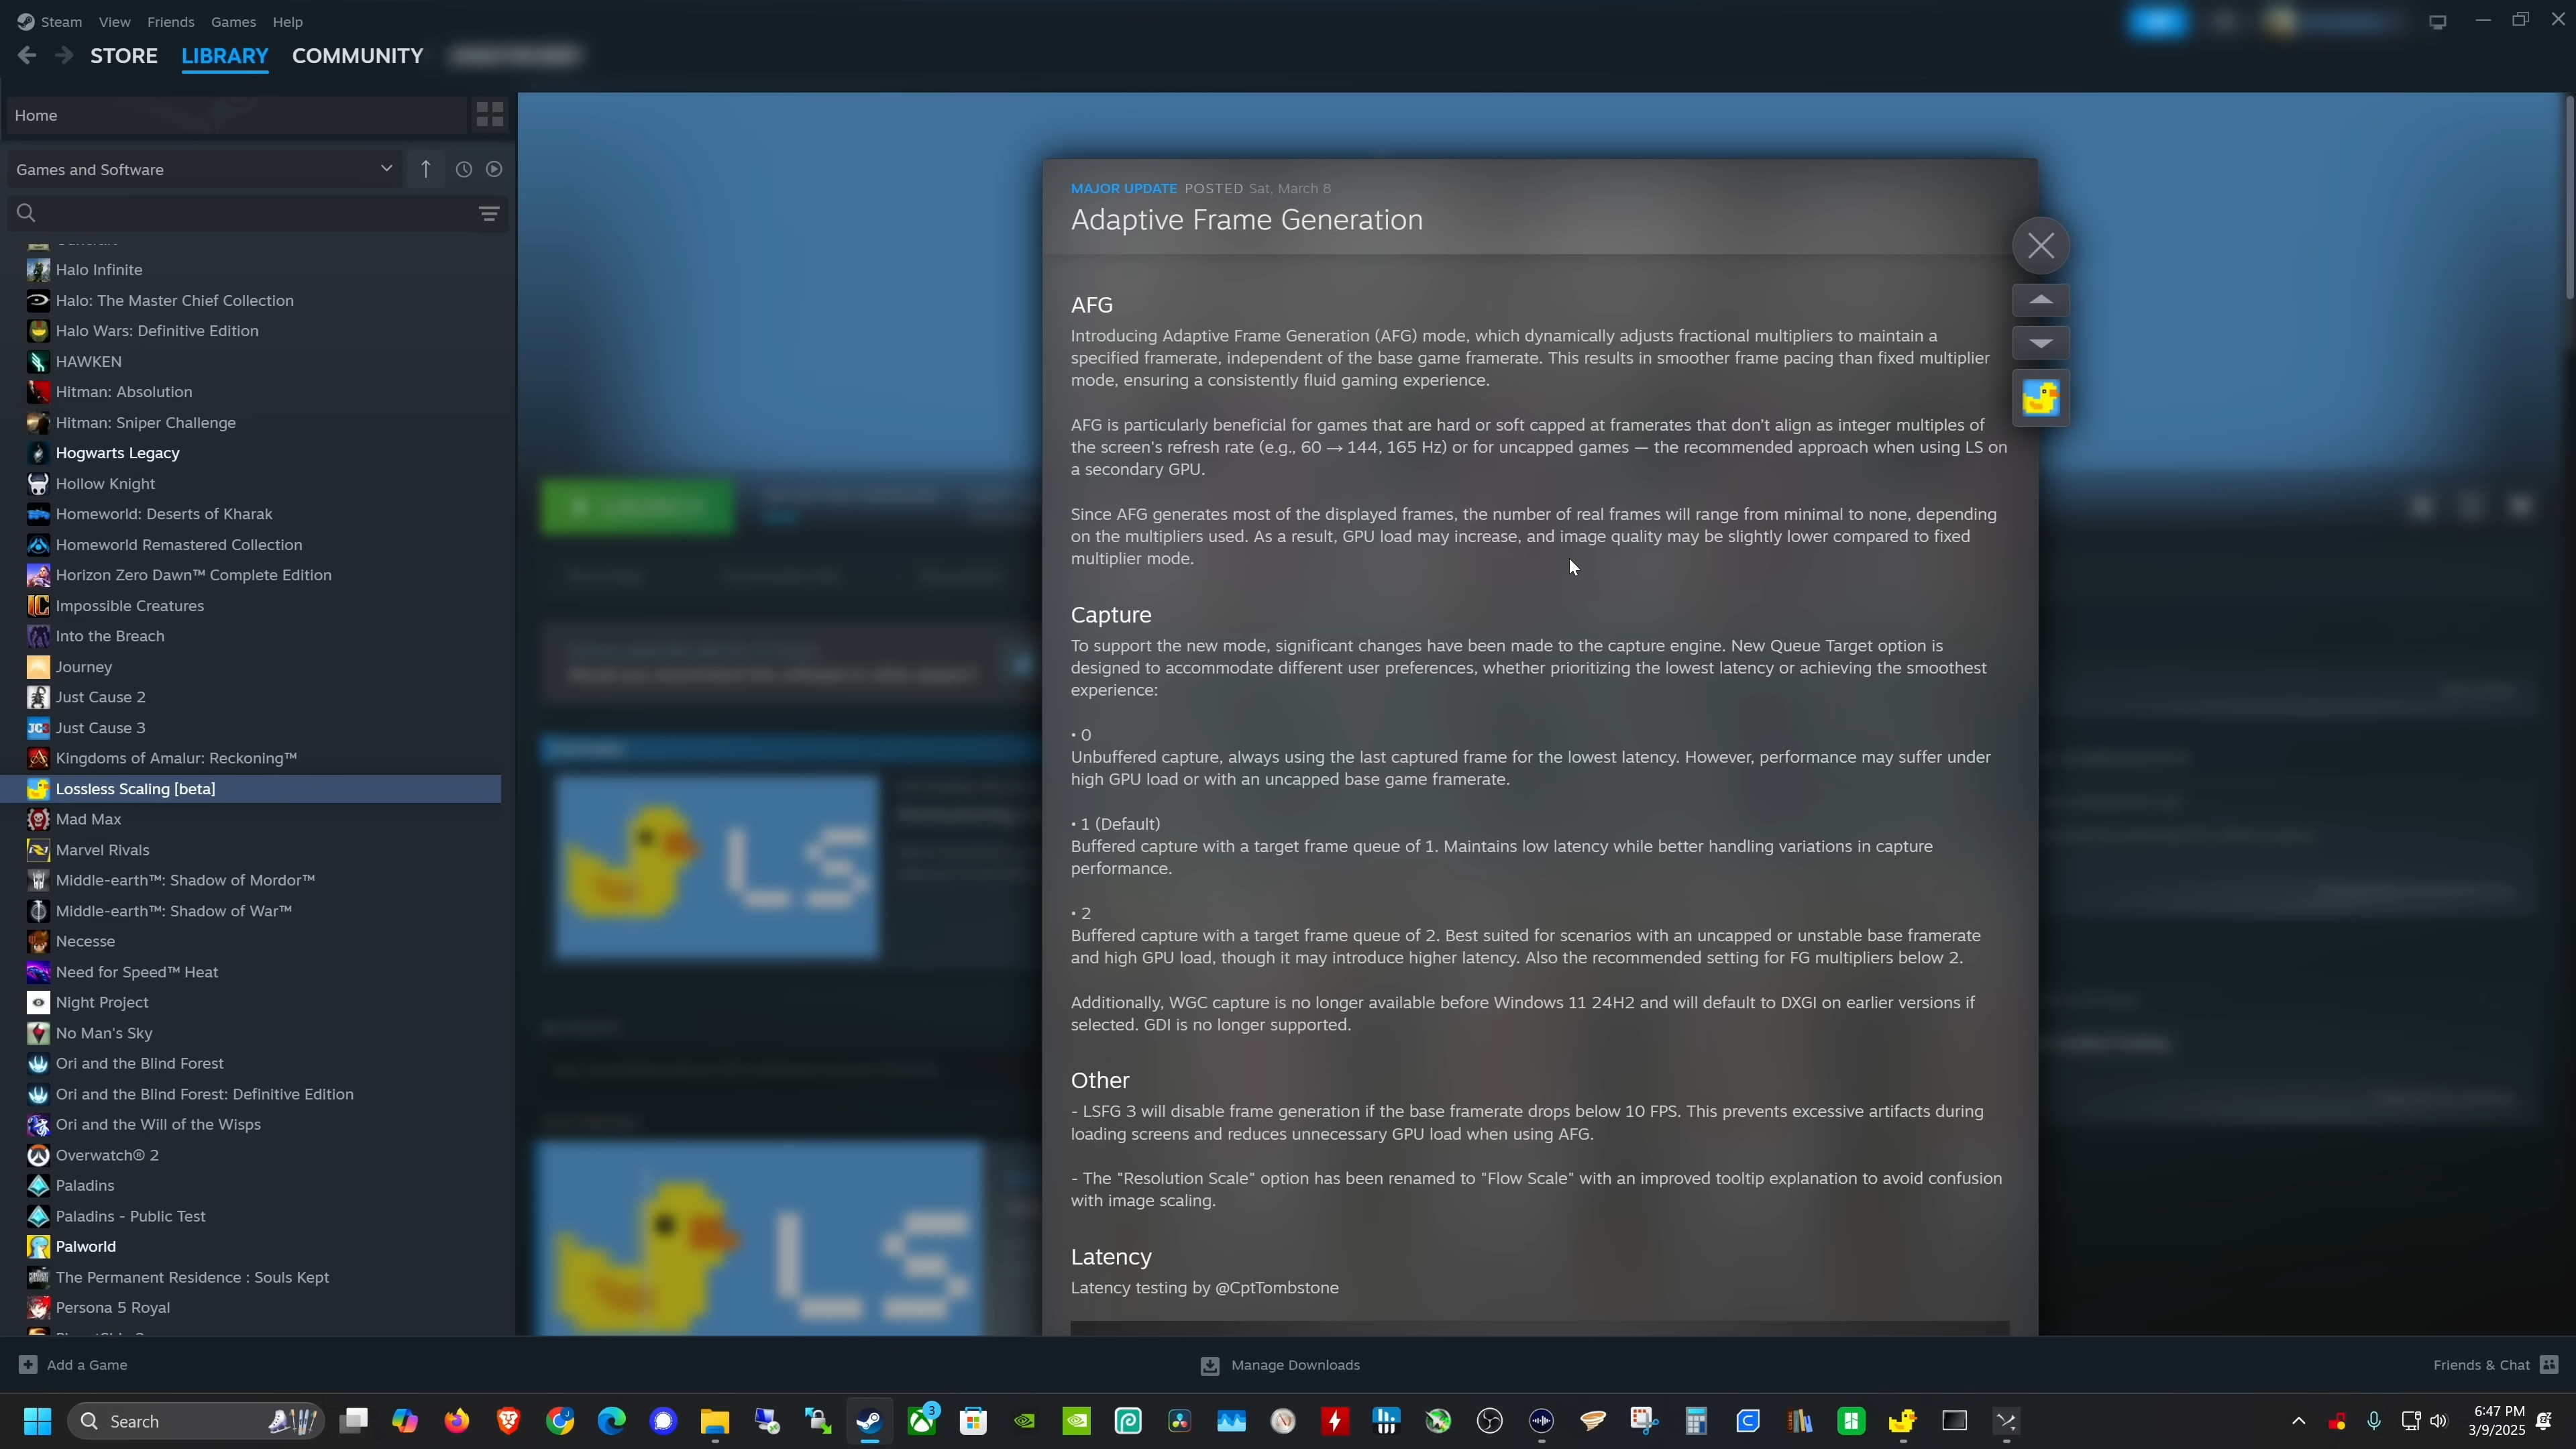 Steam View Friends Games Help
STORE LIBRARY COMMUNITY
Home
Games and Software
Halo Infinite
Halo: The Master Chief Collection
Halo Wars: Definitive Edition
HAWKEN
Hitman: Absolution
Hitman: Sniper Challenge
Hogwarts Legacy
Hollow Knight
Homeworld: Deserts of Kharak
Homeworld Remastered Collection
Horizon Zero Dawn™ Complete Edition
Impossible Creatures
Into the Breach
Journey
Just Cause 2
Just Cause 3
Kingdoms of Amalur: Reckoning™
Lossless Scaling [beta]
Mad Max
Marvel Rivals
Middle-earth™: Shadow of Mordor™
Middle-earth™: Shadow of War™
Necesse
Need for Speed™ Heat
Night Project
No Man's Sky
Ori and the Blind Forest
Ori and the Blind Forest: Definitive Edition
Ori and the Will of the Wisps
Overwatch® 2
Paladins
Paladins - Public Test
Palworld
The Permanent Residence : Souls Kept
Persona 5 Royal
MAJOR UPDATE POSTED Sat, March 8
Adaptive Frame Generation
AFG
Introducing Adaptive Frame Generation (AFG) mode, which dynamically adjusts fractional multipliers to maintain a
specified framerate, independent of the base game framerate. This results in smoother frame pacing than fixed multiplier
mode, ensuring a consistently fluid gaming experience.
AFG is particularly beneficial for games that are hard or soft capped at framerates that don't align as integer multiples of
the screen's refresh rate (e.g., 60 → 144, 165 Hz) or for uncapped games — the recommended approach when using LS on
a secondary GPU.
Since AFG generates most of the displayed frames, the number of real frames will range from minimal to none, depending
on the multipliers used. As a result, GPU load may increase, and image quality may be slightly lower compared to fixed
multiplier mode.
Capture
To support the new mode, significant changes have been made to the capture engine. New Queue Target option is
designed to accommodate different user preferences, whether prioritizing the lowest latency or achieving the smoothest
experience:
• 0
Unbuffered capture, always using the last captured frame for the lowest latency. However, performance may suffer under
high GPU load or with an uncapped base game framerate.
• 1 (Default)
Buffered capture with a target frame queue of 1. Maintains low latency while better handling variations in capture
performance.
• 2
Buffered capture with a target frame queue of 2. Best suited for scenarios with an uncapped or unstable base framerate
and high GPU load, though it may introduce higher latency. Also the recommended setting for FG multipliers below 2.
Additionally, WGC capture is no longer available before Windows 11 24H2 and will default to DXGI on earlier versions if
selected. GDI is no longer supported.
Other
- LSFG 3 will disable frame generation if the base framerate drops below 10 FPS. This prevents excessive artifacts during
loading screens and reduces unnecessary GPU load when using AFG.
- The "Resolution Scale" option has been renamed to "Flow Scale" with an improved tooltip explanation to avoid confusion
with image scaling.
Latency
Latency testing by @CptTombstone
LS
LS
Add a Game
Manage Downloads
Friends & Chat
Search
3
6:47 PM
3/9/2025